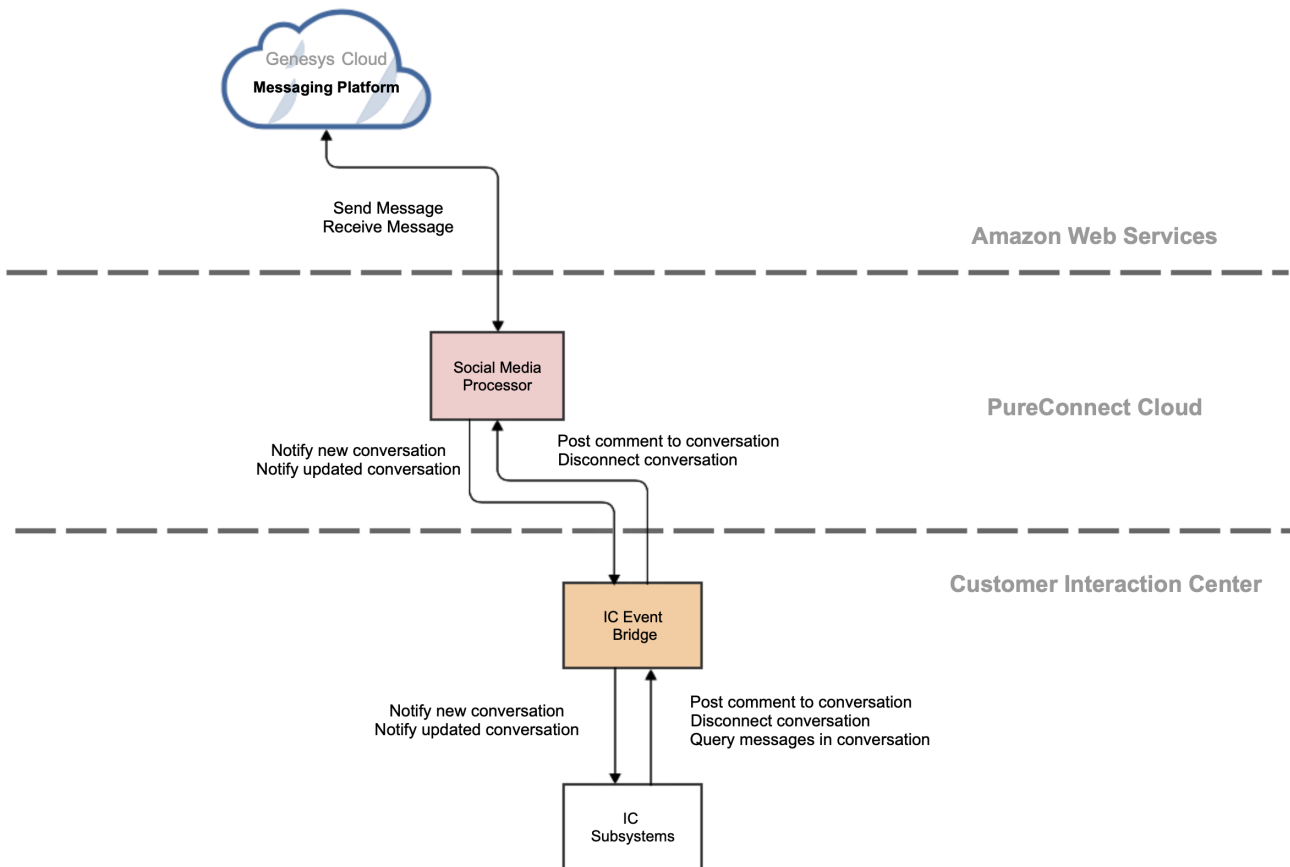 Genesys Cloud
Messaging Platform
Send Message
Receive Message
Amazon Web Services
Social Media
Processor
PureConnect Cloud
Notify new conversation
Notify updated conversation
Post comment to conversation
Disconnect conversation
Customer Interaction Center
IC Event
Bridge
Notify new conversation
Notify updated conversation
Post comment to conversation
Disconnect conversation
Query messages in conversation
IC
Subsystems